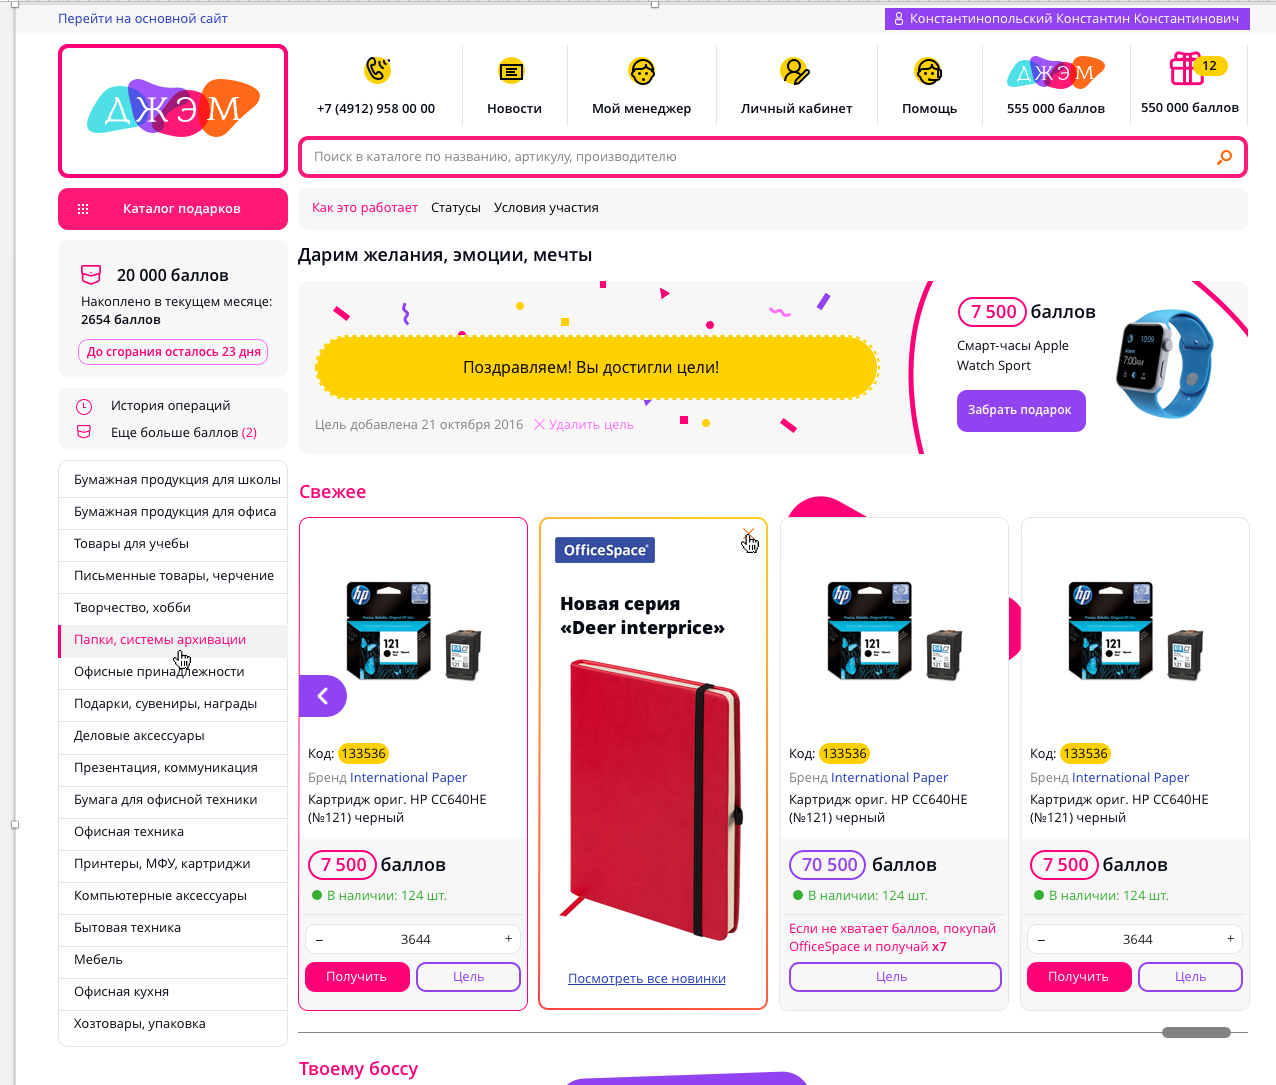 Перейти на основной сайт
Константинопольский Константин Константинович
ДЖЭМ
+7 (4912) 958 00 00
Новости
Мой менеджер
Личный кабинет
Помощь
ДЖЭМ
555 000 баллов
12
550 000 баллов
Поиск в каталоге по названию, артикулу, производителю
Каталог подарков
Как это работает
Статусы
Условия участия
20 000 баллов
Накоплено в текущем месяце:
2654 баллов
До сгорания осталось 23 дня
История операций
Еще больше баллов (2)
Бумажная продукция для школы
Бумажная продукция для офиса
Товары для учебы
Письменные товары, черчение
Творчество, хобби
Папки, системы архивации
Офисные принадлежности
Подарки, сувениры, награды
Деловые аксессуары
Презентация, коммуникация
Бумага для офисной техники
Офисная техника
Принтеры, МФУ, картриджи
Компьютерные аксессуары
Бытовая техника
Мебель
Офисная кухня
Хозтовары, упаковка
Дарим желания, эмоции, мечты
Поздравляем! Вы достигли цели!
Цель добавлена 21 октября 2016
Удалить цель
7 500 баллов
Смарт-часы Apple
Watch Sport
Забрать подарок
10:09
7:00
Свежее
hp
121
Код: 133536
Бренд International Paper
Картридж ориг. HP CC640HE
(№121) черный
7 500 баллов
В наличии: 124 шт.
– 3644 +
Получить
Цель
OfficeSpace
Новая серия
«Deer interprice»
Посмотреть все новинки
hp
121
Код: 133536
Бренд International Paper
Картридж ориг. HP CC640HE
(№121) черный
70 500 баллов
В наличии: 124 шт.
Если не хватает баллов, покупай
OfficeSpace и получай x7
Цель
hp
121
Код: 133536
Бренд International Paper
Картридж ориг. HP CC640HE
(№121) черный
7 500 баллов
В наличии: 124 шт.
– 3644 +
Получить
Цель
Твоему боссу